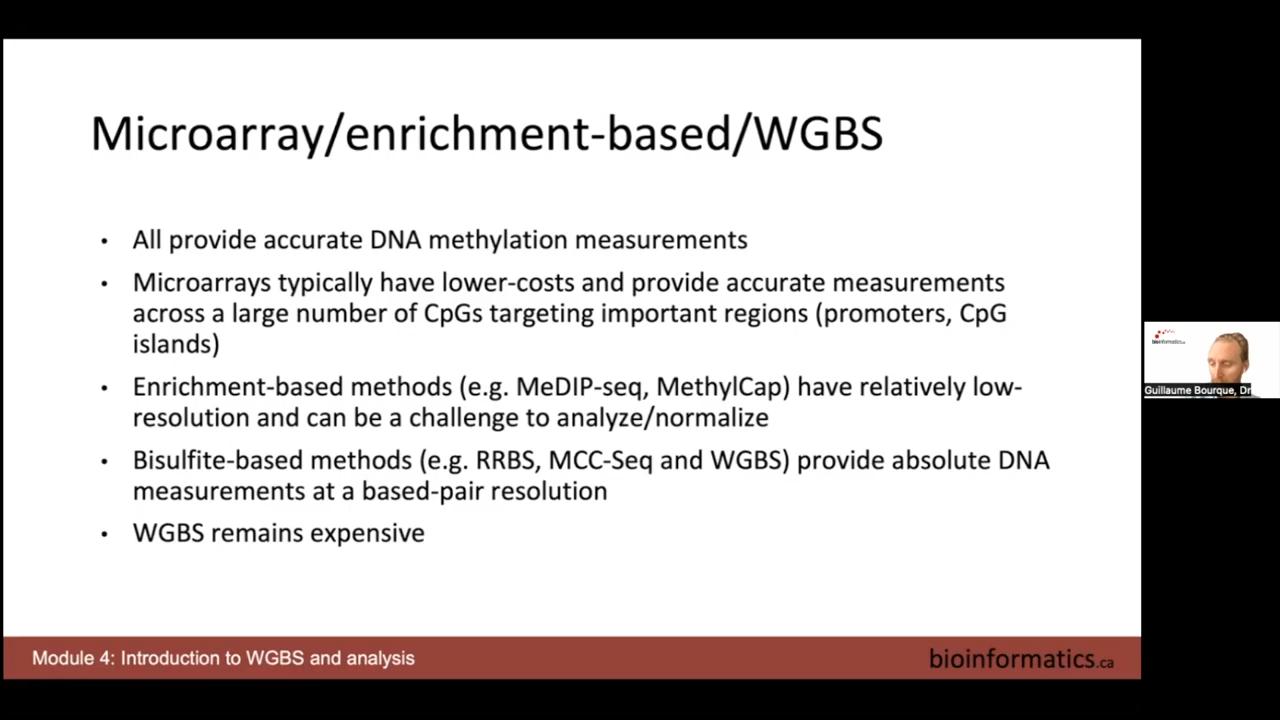 Microarray/enrichment-based/WGBS
• All provide accurate DNA methylation measurements
• Microarrays typically have lower-costs and provide accurate measurements
across a large number of CpGs targeting important regions (promoters, CpG
islands)
• Enrichment-based methods (e.g. MeDIP-seq, MethylCap) have relatively low-
resolution and can be a challenge to analyze/normalize
• Bisulfite-based methods (e.g. RRBS, MCC-Seq and WGBS) provide absolute DNA
measurements at a based-pair resolution
• WGBS remains expensive
Module 4: Introduction to WGBS and analysis
bioinformatics.ca
bioinformatics.ca
Guillaume Bourque, Dr